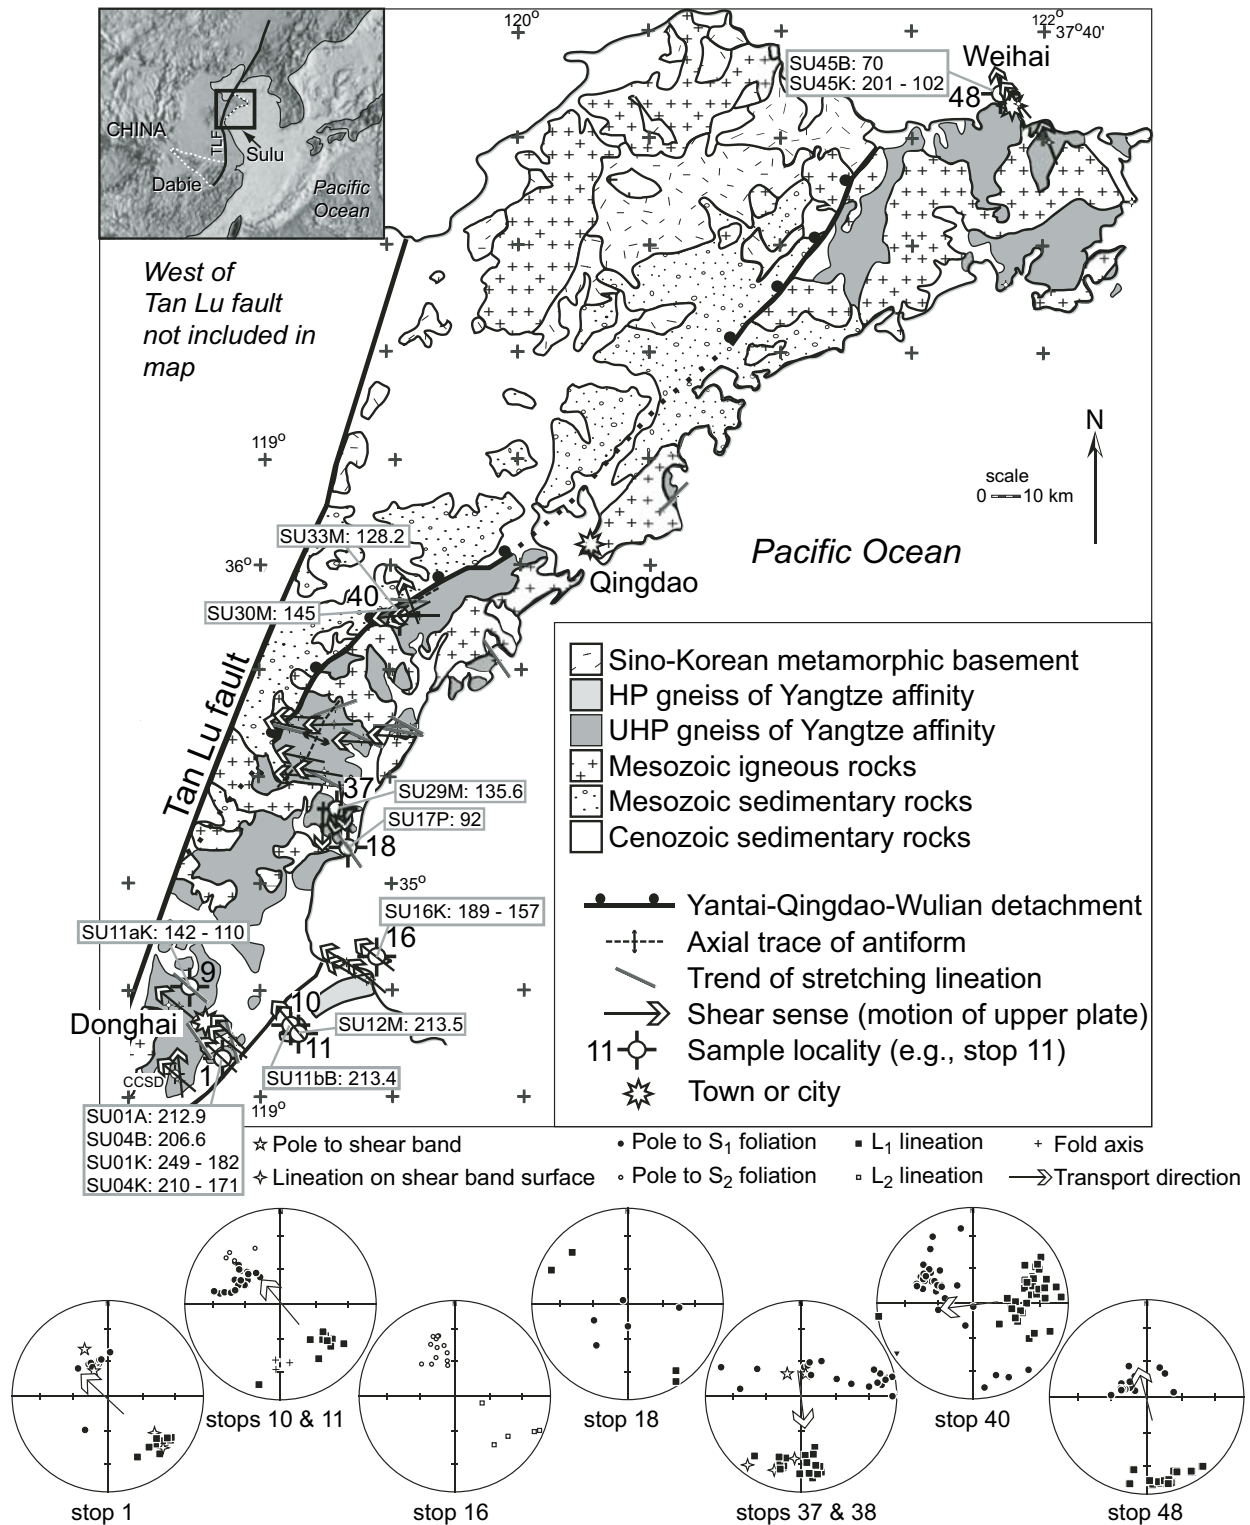 120°
122°
37°40'
Weihai
SU45B: 70
SU45K: 201 - 102
48
CHINA
TLF
Sulu
Dabie
Pacific
Ocean
West of
Tan Lu fault
not included in
map
119°
N
scale
0 10 km
SU33M: 128.2
Pacific Ocean
36°
Qingdao
40
SU30M: 145
Tan Lu fault
37
SU29M: 135.6
SU17P: 92
18
35°
SU16K: 189 - 157
SU11aK: 142 - 110
16
9
10
Donghai
SU12M: 213.5
11
1
CCSD
SU11bB: 213.4
119°
SU01A: 212.9
SU04B: 206.6
SU01K: 249 - 182
SU04K: 210 - 171
Sino-Korean metamorphic basement
HP gneiss of Yangtze affinity
UHP gneiss of Yangtze affinity
Mesozoic igneous rocks
Mesozoic sedimentary rocks
Cenozoic sedimentary rocks
Yantai-Qingdao-Wulian detachment
Axial trace of antiform
Trend of stretching lineation
Shear sense (motion of upper plate)
11 Sample locality (e.g., stop 11)
Town or city
Pole to shear band
Pole to S1 foliation
L1 lineation
Fold axis
Lineation on shear band surface
Pole to S2 foliation
L2 lineation
Transport direction
stops 10 & 11
stop 18
stop 40
stop 1
stop 16
stops 37 & 38
stop 48